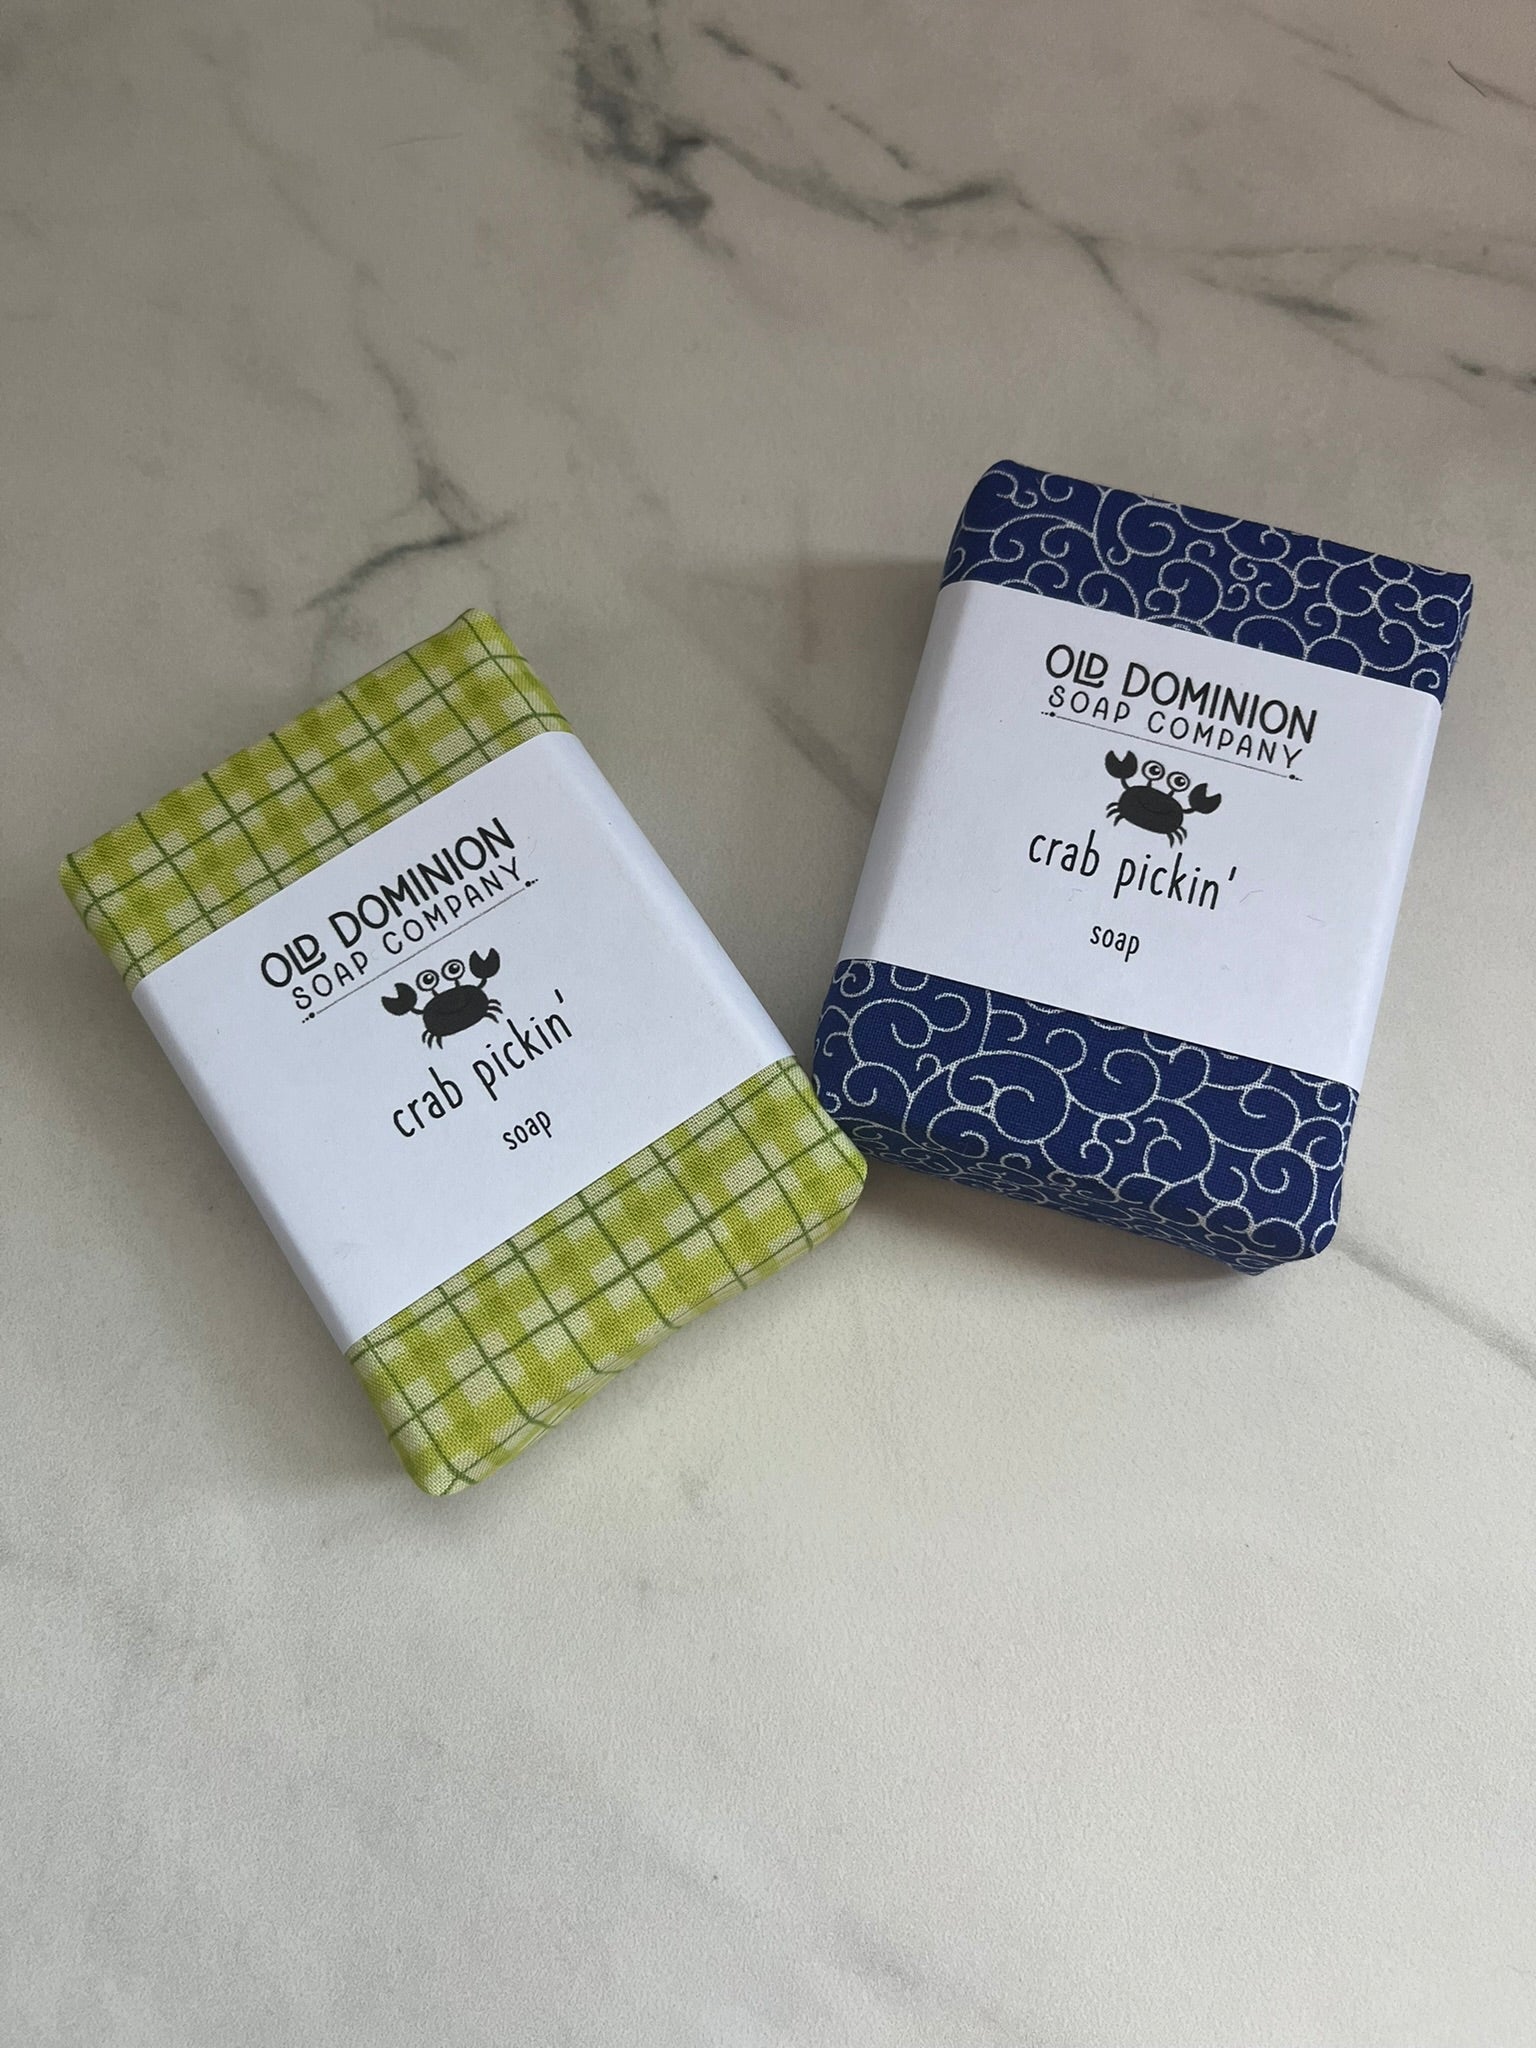 OLD DOMINION
SOAP COMPANY
crab pickin'
soap
OLD DOMINION
SOAP COMPANY
crab pickin'
soap